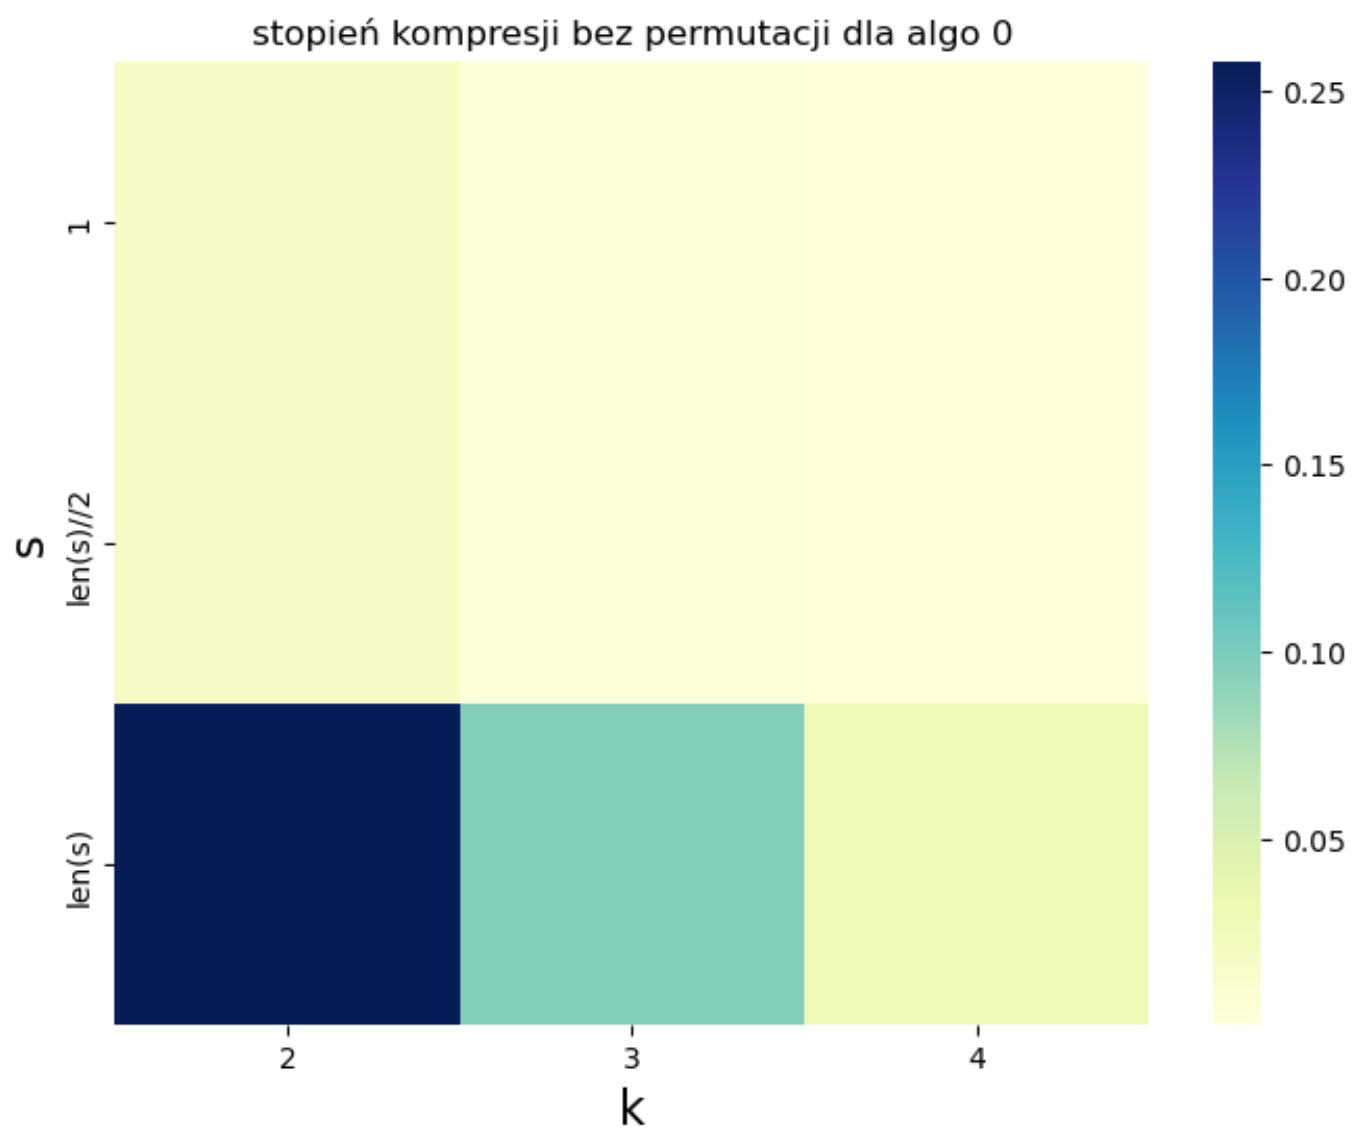 stopień kompresji bez permutacji dla algo 0
s
1
len(s)//2
len(s)
2
3
4
k
0.25
0.20
0.15
0.10
0.05